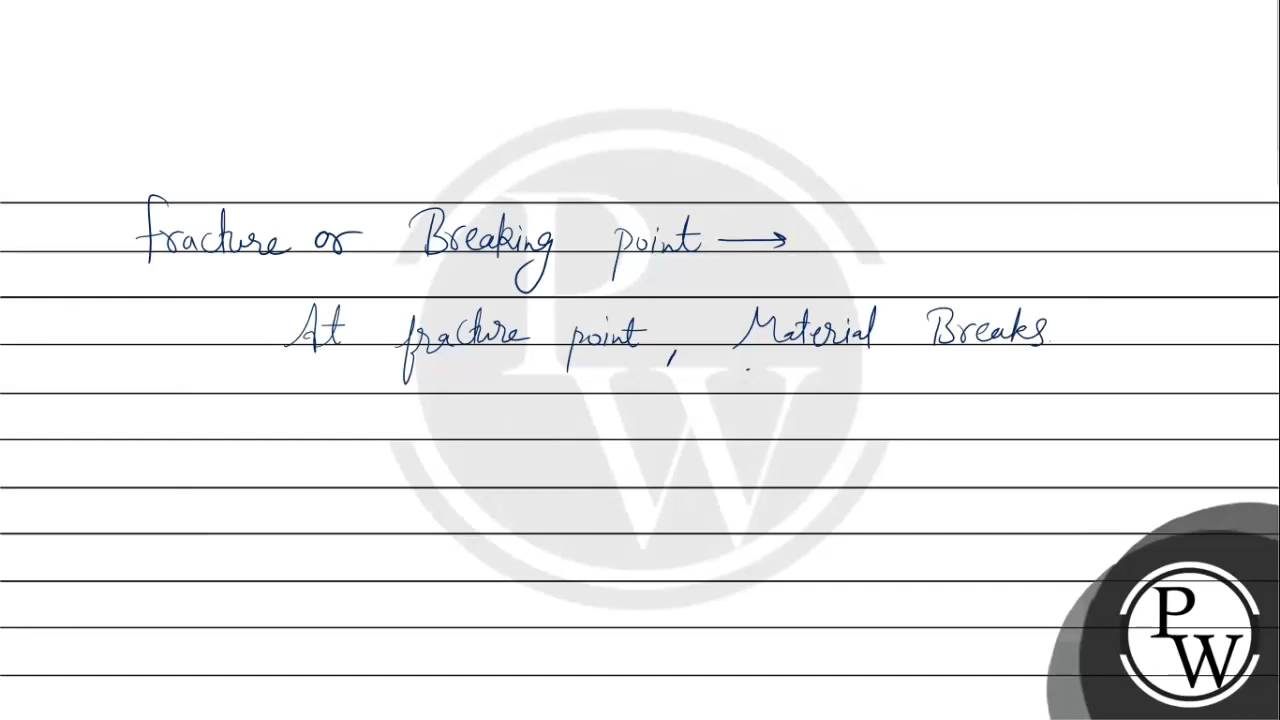 fracture or Breaking point →
At fracture point, Material Breaks
P
W
P
W